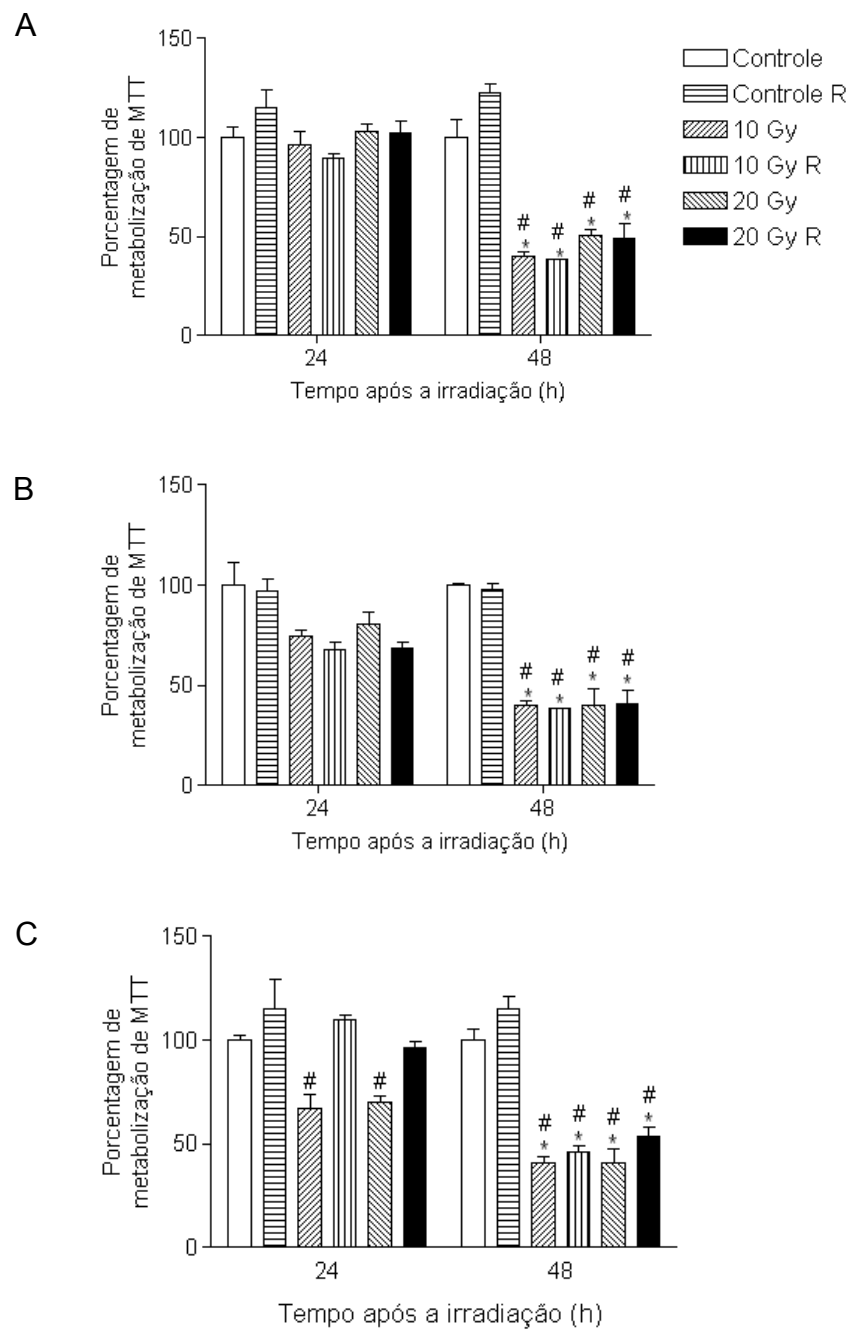 A
150
100
50
0
Porcentagem de
metabolização de MTT
# # # #
* * * *
24 48
Tempo após a irradiação (h)
Controle
Controle R
10 Gy
10 Gy R
20 Gy
20 Gy R
B
150
100
50
0
Porcentagem de
metabolização de MTT
# # # #
* * * *
24 48
Tempo após a irradiação (h)
C
150
100
50
0
Porcentagem de
metabolização de MTT
# # # # # #
* * * *
24 48
Tempo após a irradiação (h)